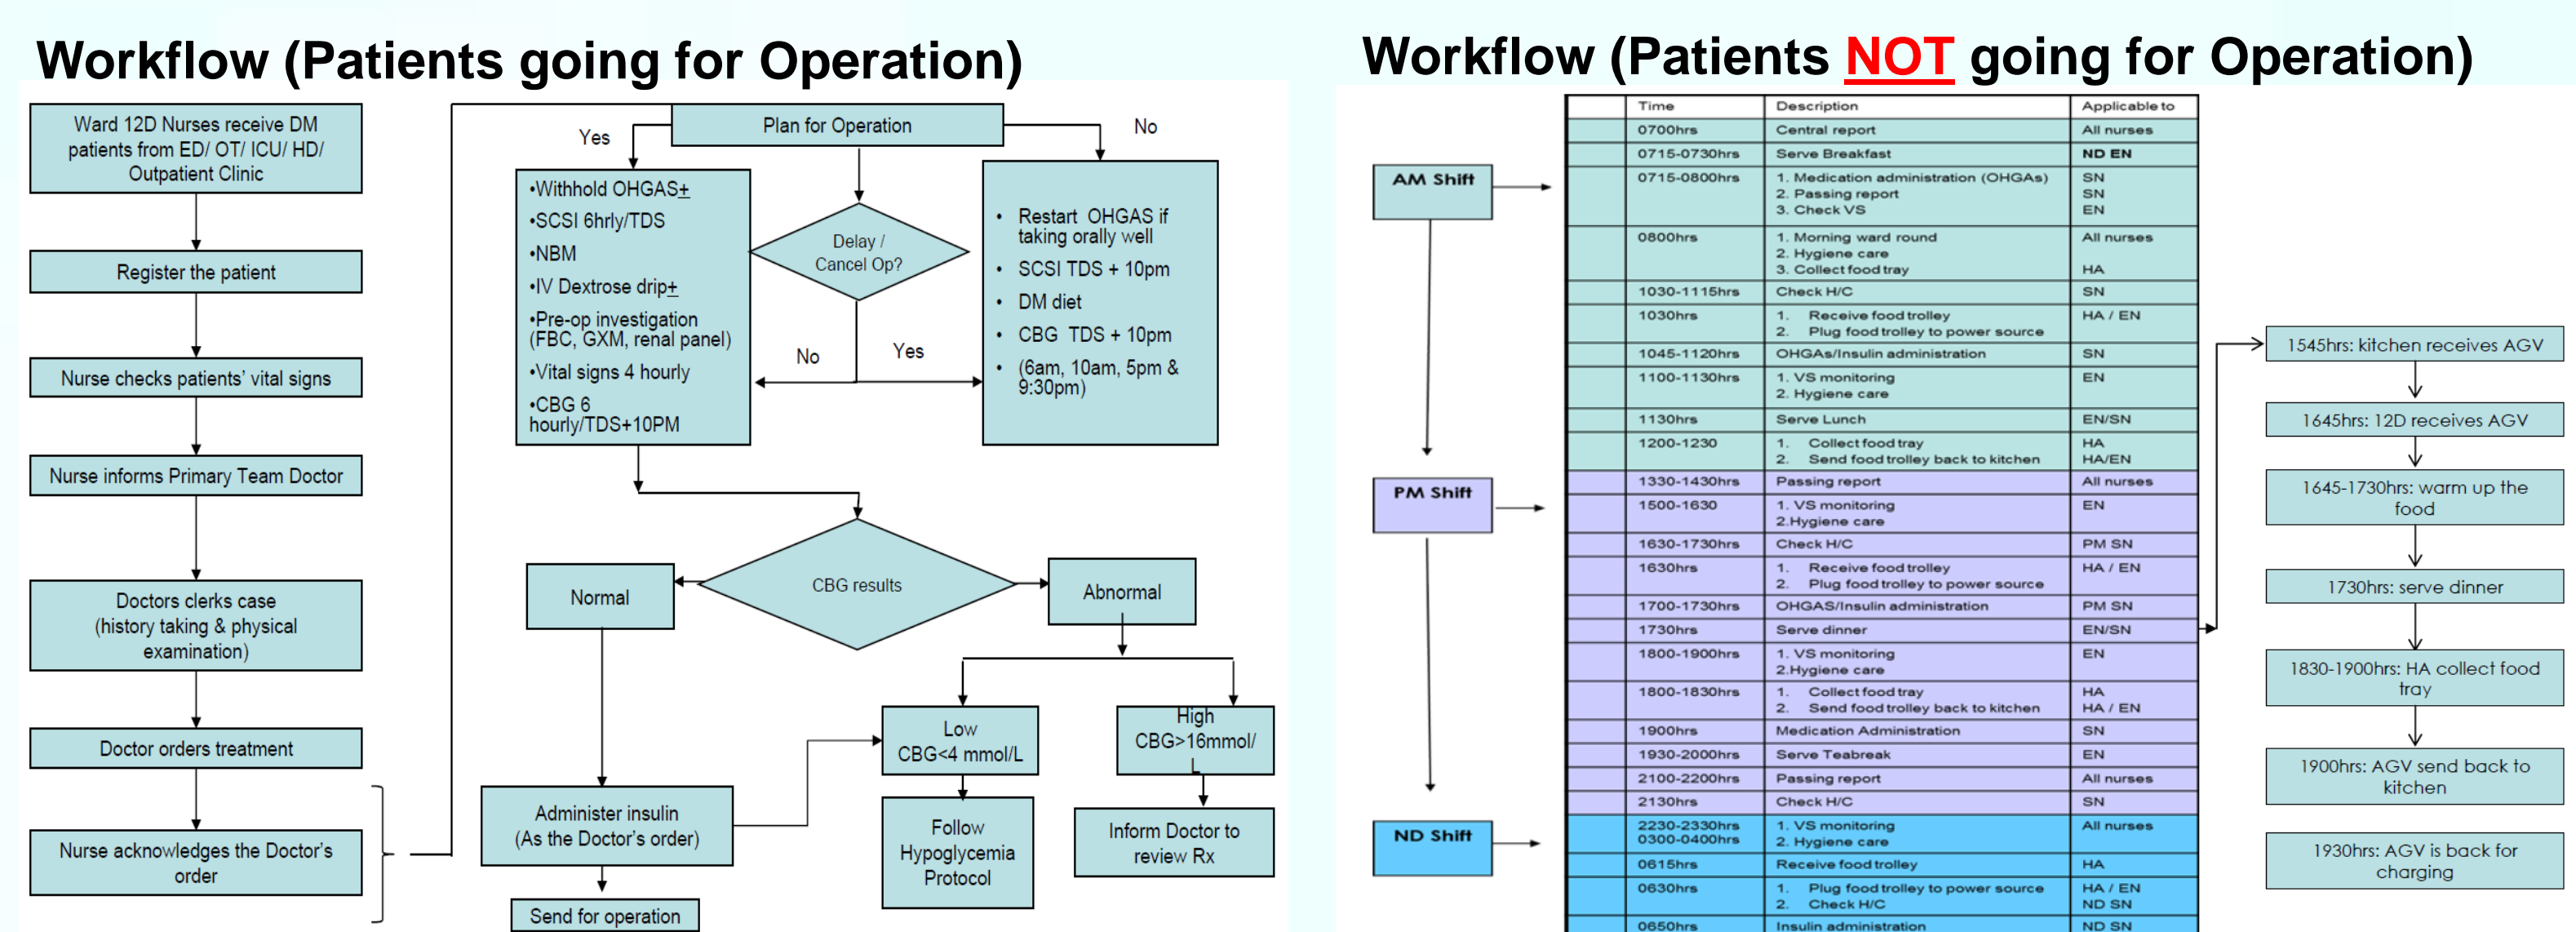 Workflow (Patients going for Operation)
Ward 12D Nurses receive DM
patients from ED/ OT/ ICU/ HD/
Outpatient Clinic
Register the patient
Nurse checks patients' vital signs
Nurse informs Primary Team Doctor
Doctors clerks case
(history taking & physical
examination)
Doctor orders treatment
Nurse acknowledges the Doctor's
order
Plan for Operation
Yes
No
•Withhold OHGAS±
•SCSI 6hrly/TDS
•NBM
•IV Dextrose drip±
•Pre-op investigation
(FBC, GXM, renal panel)
•Vital signs 4 hourly
•CBG 6
hourly/TDS+10PM
Delay /
Cancel Op?
No
Yes
• Restart OHGAS if
taking orally well
• SCSI TDS + 10pm
• DM diet
• CBG TDS + 10pm
• (6am, 10am, 5pm &
9:30pm)
CBG results
Normal
Abnormal
Low
CBG<4 mmol/L
High
CBG>16mmol/
L
Administer insulin
(As the Doctor's order)
Follow
Hypoglycemia
Protocol
Inform Doctor to
review Rx
Send for operation
Workflow (Patients NOT going for Operation)
AM Shift
PM Shift
ND Shift
Time Description Applicable to
0700hrs Central report All nurses
0715-0730hrs Serve Breakfast ND EN
0715-0800hrs 1. Medication administration (OHGAs) SN
2. Passing report SN
3. Check VS EN
0800hrs 1. Morning ward round All nurses
2. Hygiene care
3. Collect food tray HA
1030-1115hrs Check H/C SN
1030hrs 1. Receive food trolley HA / EN
2. Plug food trolley to power source
1045-1120hrs OHGAs/Insulin administration SN
1100-1130hrs 1. VS monitoring EN
2. Hygiene care
1130hrs Serve Lunch EN/SN
1200-1230 1. Collect food tray HA
2. Send food trolley back to kitchen HA/EN
1330-1430hrs Passing report All nurses
1500-1630 1. VS monitoring EN
2.Hygiene care
1630-1730hrs Check H/C PM SN
1630hrs 1. Receive food trolley HA / EN
2. Plug food trolley to power source
1700-1730hrs OHGAS/Insulin administration PM SN
1730hrs Serve dinner EN/SN
1800-1900hrs 1. VS monitoring EN
2.Hygiene care
1800-1830hrs 1. Collect food tray HA
2. Send food trolley back to kitchen HA / EN
1900hrs Medication Administration SN
1930-2000hrs Serve Teabreak EN
2100-2200hrs Passing report All nurses
2130hrs Check H/C SN
2230-2330hrs 1. VS monitoring All nurses
0300-0400hrs 2. Hygiene care
0615hrs Receive food trolley HA
0630hrs 1. Plug food trolley to power source HA / EN
2. Check H/C ND SN
0650hrs Insulin administration ND SN
1545hrs: kitchen receives AGV
1645hrs: 12D receives AGV
1645-1730hrs: warm up the
food
1730hrs: serve dinner
1830-1900hrs: HA collect food
tray
1900hrs: AGV send back to
kitchen
1930hrs: AGV is back for
charging